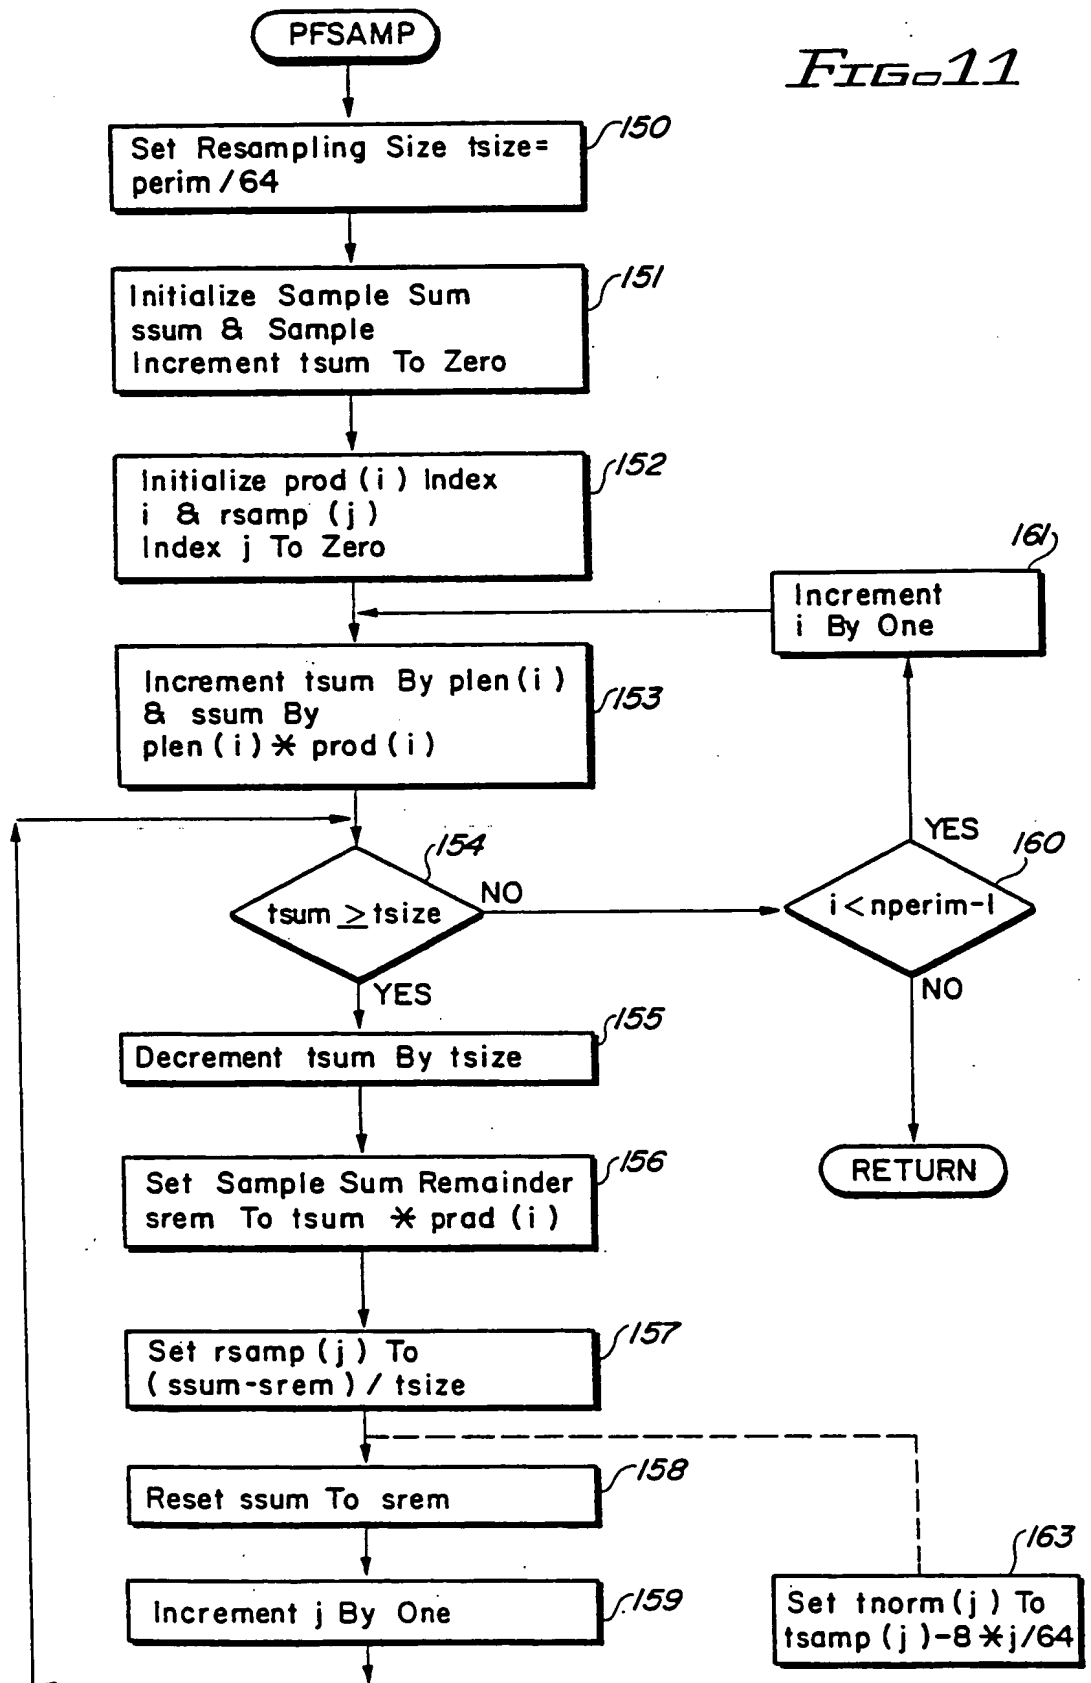 PFSAMP
FIG. 11
150
Set Resampling Size tsize=
perim/64
151
Initialize Sample Sum
ssum & Sample
Increment tsum To Zero
152
Initialize prod (i) Index
i & rsamp (j)
Index j To Zero
161
Increment
i By One
Increment tsum By plen(i)
& ssum By
plen(i)* prod(i)
153
154
tsum ≥ tsize
NO
YES
YES
160
i<nperim-1
NO
155
Decrement tsum By tsize
RETURN
156
Set Sample Sum Remainder
srem To tsum * prad (i)
157
Set rsamp (j) To
(ssum-srem) / tsize
158
Reset ssum To srem
159
Increment j By One
163
Set tnorm(j) To
tsamp(j)-8*j/64